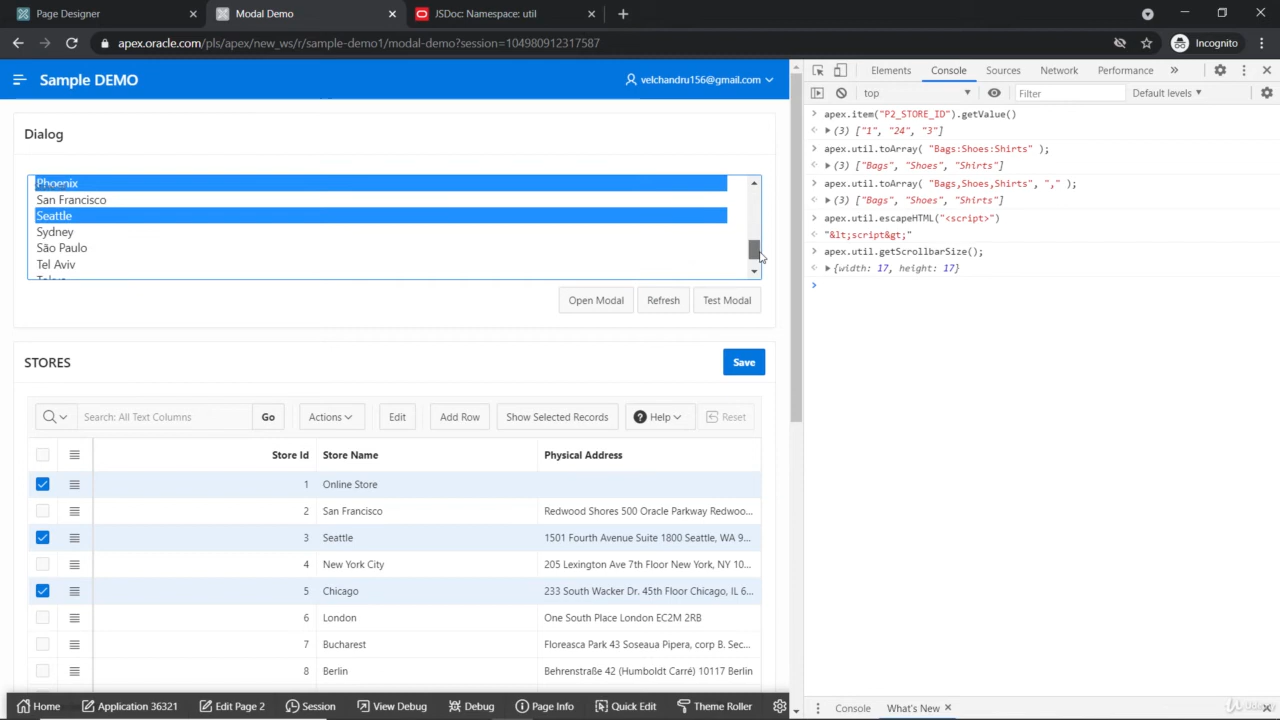 Page Designer
Modal Demo
JSDoc: Namespace: util
apex.oracle.com/pls/apex/new_ws/r/sample-demo1/modal-demo?session=104980912317587
Incognito
Sample DEMO
velchandru156@gmail.com
Dialog
Phoenix
San Francisco
Seattle
Sydney
São Paulo
Tel Aviv
Open Modal
Refresh
Test Modal
STORES
Save
Search: All Text Columns
Go
Actions
Edit
Add Row
Show Selected Records
Help
Reset
Store Id Store Name Physical Address
1 Online Store
2 San Francisco Redwood Shores 500 Oracle Parkway Redwoo...
3 Seattle 1501 Fourth Avenue Suite 1800 Seattle, WA 9...
4 New York City 205 Lexington Ave 7th Floor New York, NY 10...
5 Chicago 233 South Wacker Dr. 45th Floor Chicago, IL 6...
6 London One South Place London EC2M 2RB
7 Bucharest Floreasca Park 43 Soseaua Pipera, corp B. Sec...
8 Berlin Behrenstraße 42 (Humboldt Carré) 10117 Berlin
Home
Application 36321
Edit Page 2
Session
View Debug
Debug
Page Info
Quick Edit
Theme Roller
Elements Console Sources Network Performance
top
Filter
Default levels
apex.item("P2_STORE_ID").getValue()
(3) ["1", "24", "3"]
apex.util.toArray( "Bags:Shoes:Shirts" );
(3) ["Bags", "Shoes", "Shirts"]
apex.util.toArray( "Bags,Shoes,Shirts", "," );
(3) ["Bags", "Shoes", "Shirts"]
apex.util.escapeHTML("<script>")
"&lt;script&gt;"
apex.util.getScrollbarSize();
{width: 17, height: 17}
Console
What's New